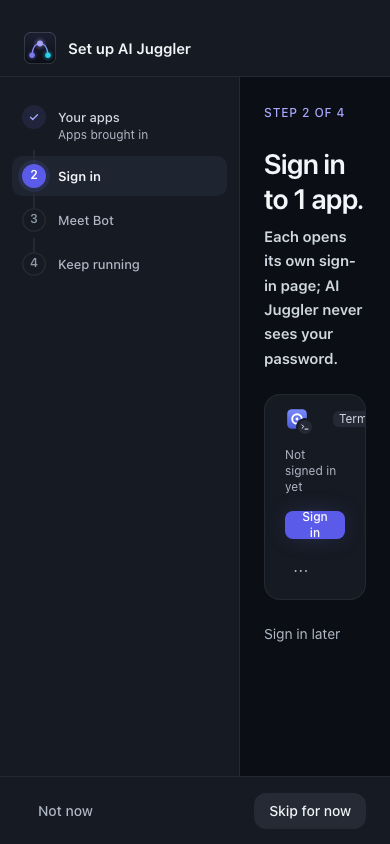 Set up AI Juggler
Your apps
Apps brought in
2
Sign in
3
Meet Bot
4
Keep running
STEP 2 OF 4
Sign in
to 1 app.
Each opens
its own sign-
in page; AI
Juggler never
sees your
password.
Term
Not
signed in
yet
Sign
in
...
Sign in later
Not now
Skip for now